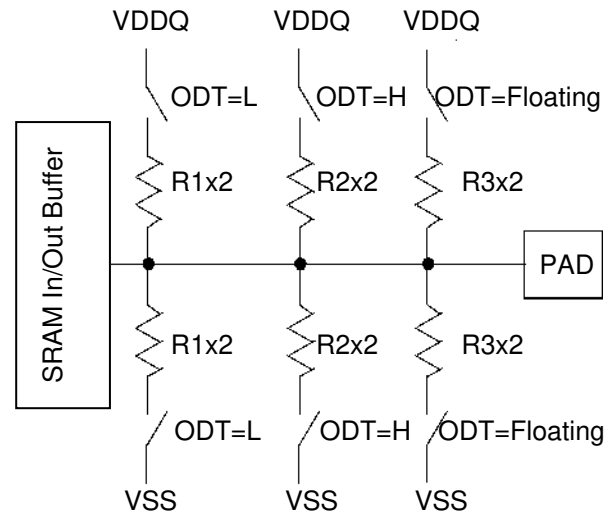 VDDQ VDDQ VDDQ
ODT=L ODT=H ODT=Floating
SRAM In/Out Buffer
R1x2 R2x2 R3x2
PAD
R1x2 R2x2 R3x2
ODT=L ODT=H ODT=Floating
VSS VSS VSS